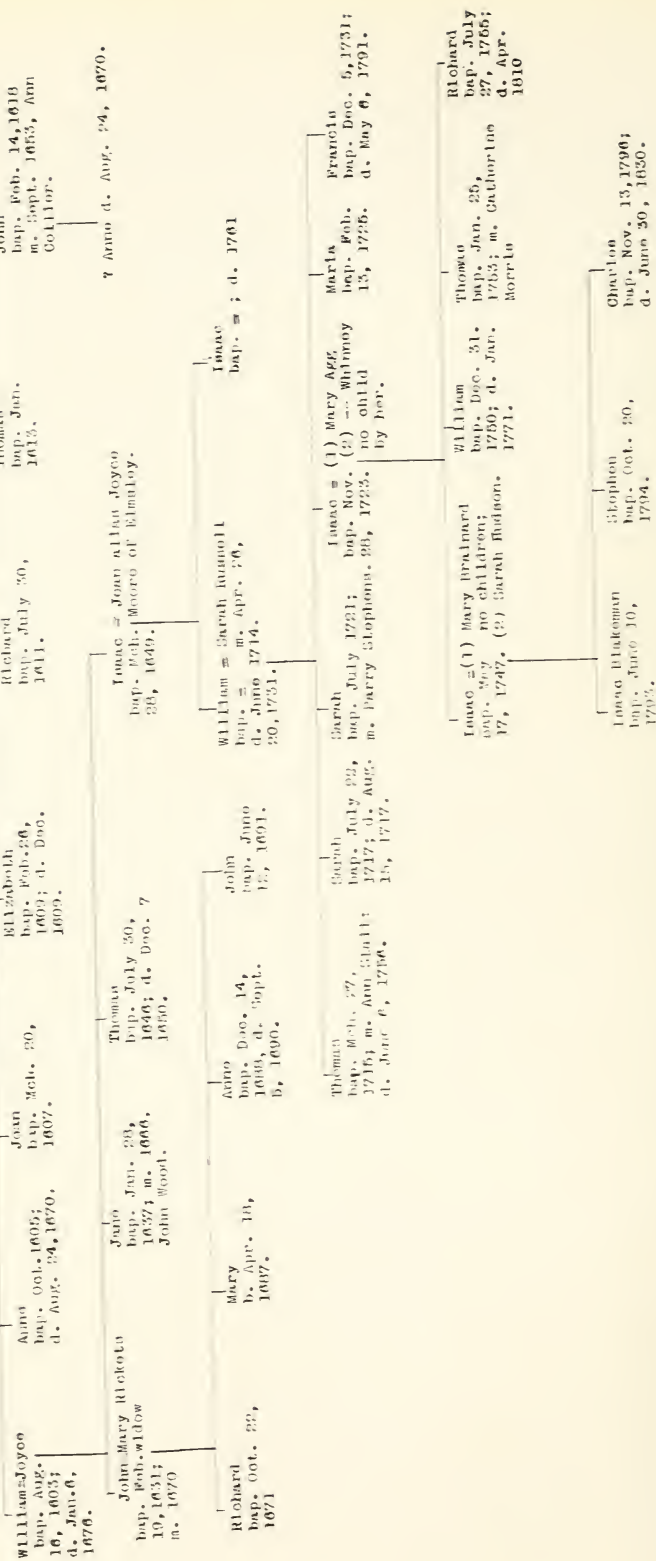 William=Joyce
bap. Aug.
16, 1603;
d. Jan.6,
1676.
Anne
bap. Oct.1605;
d. Aug. 24,1670.
Joan
bap. Mch. 20,
1607.
Elizabeth
bap. Feb.26,
1609; d. Dec.
1609.
Richard
bap. July 30,
1611.
Thomas
bap. Jan.
1613.
John
bap. Feb. 14,1618
m. Sept. 1653, Ann
Collier.
? Anne d. Aug. 24, 1670.
John Mary Rickets
bap. Feb.widow
19,1631;
m. 1670
Jane
bap. Jan. 28,
1637; m. 1666.
John Wood.
Thomas
bap. July 30,
1646; d. Dec. 7
1650.
Isaac = Joan alias Joyce
bap. Mch. Moore of Elmuley.
28, 1649.
Richard
bap. Oct. 22,
1671
Mary
b. Apr. 18,
1687.
Anne
bap. Dec. 14,
1688, d. Sept.
5, 1690.
John
bap. June
1691.
William = Sarah
bap. = m. Apr. 26,
d. June 1714.
20,1731.
Isaac
bap. = ; d. 1761
Thomas
bap. Mch. 27,
1715; m. Ann
d. June 6, 1756.
Sarah
bap. July 22,
1717; d. Aug.
15, 1717.
Sarah
bap. July 1721;
m. Parry Stephens.
Isaac = (1) Mary Agg
bap. Nov. (2) -- Whinney
28, 1723. no child
by her.
Maria
bap. Feb.
13, 1725.
Francis
bap. Dec. 5,1731;
d. May 6, 1791.
Isaac =(1) Mary Brainard
bap. May no children;
17, 1747. (2) Sarah Hudson.
William
bap. Dec. 31.
1750; d. Jan.
1771.
Thomas
bap. Jan. 25,
1753; m. Catherine
Morris
Richard
bap. July
27, 1755;
d. Apr.
1810
Isaac Blakeman
bap. June 10,
1793.
Stephen
bap. Oct. 20,
1794.
Charles
bap. Nov. 13,1796;
d. June 30, 1830.